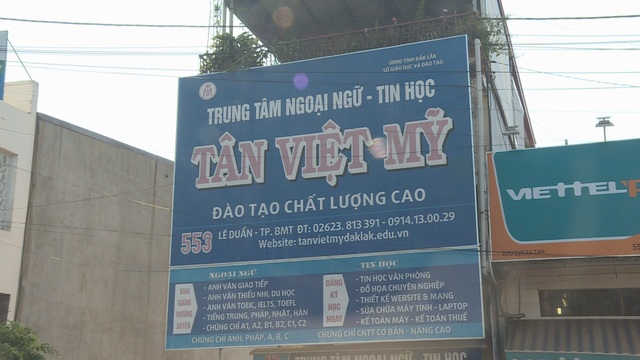 UBND TỈNH ĐẮK LẮK
SỞ GIÁO DỤC VÀ ĐÀO TẠO
TRUNG TÂM NGOẠI NGỮ - TIN HỌC
TÂN VIỆT MỸ
ĐÀO TẠO CHẤT LƯỢNG CAO
553 LÊ DUẨN - TP. BMT ĐT: 02623. 813 391 - 0914.13.00.29
Website: tanvietmydaklak.edu.vn
KHAI GIẢNG THƯỜNG XUYÊN
NGOẠI NGỮ
- ANH VĂN GIAO TIẾP
- ANH VĂN THIẾU NHI, DU HỌC
- ANH VĂN TOEIC, IELTS, TOEFL
- TIẾNG TRUNG, PHÁP, NHẬT, HÀN
- CHỨNG CHỈ A1, A2, B1, B2, C1, C2
CHỨNG CHỈ ANH, PHÁP, A, B, C
ĐĂNG KÝ HỌC NGAY
TIN HỌC
- TIN HỌC VĂN PHÒNG
- ĐỒ HỌA CHUYÊN NGHIỆP
- THIẾT KẾ WEBSITE & MẠNG
- SỬA CHỮA MÁY TÍNH - LAPTOP
- KẾ TOÁN MÁY - KẾ TOÁN THUẾ
CHỨNG CHỈ CNTT CƠ BẢN - NÂNG CAO
VIETTEL
TRUNG TÂM NGOẠI NGỮ - TIN HỌC